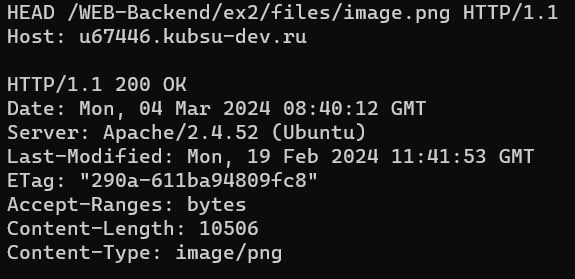 HEAD /WEB-Backend/ex2/files/image.png HTTP/1.1
Host: u67446.kubsu-dev.ru

HTTP/1.1 200 OK
Date: Mon, 04 Mar 2024 08:40:12 GMT
Server: Apache/2.4.52 (Ubuntu)
Last-Modified: Mon, 19 Feb 2024 11:41:53 GMT
ETag: "290a-611ba94809fc8"
Accept-Ranges: bytes
Content-Length: 10506
Content-Type: image/png